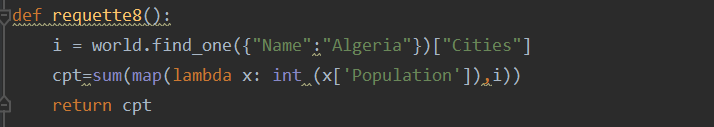 def requette8():
    i = world.find_one({"Name":"Algeria"})["Cities"]
    cpt=sum(map(lambda x: int (x['Population']),i))
    return cpt